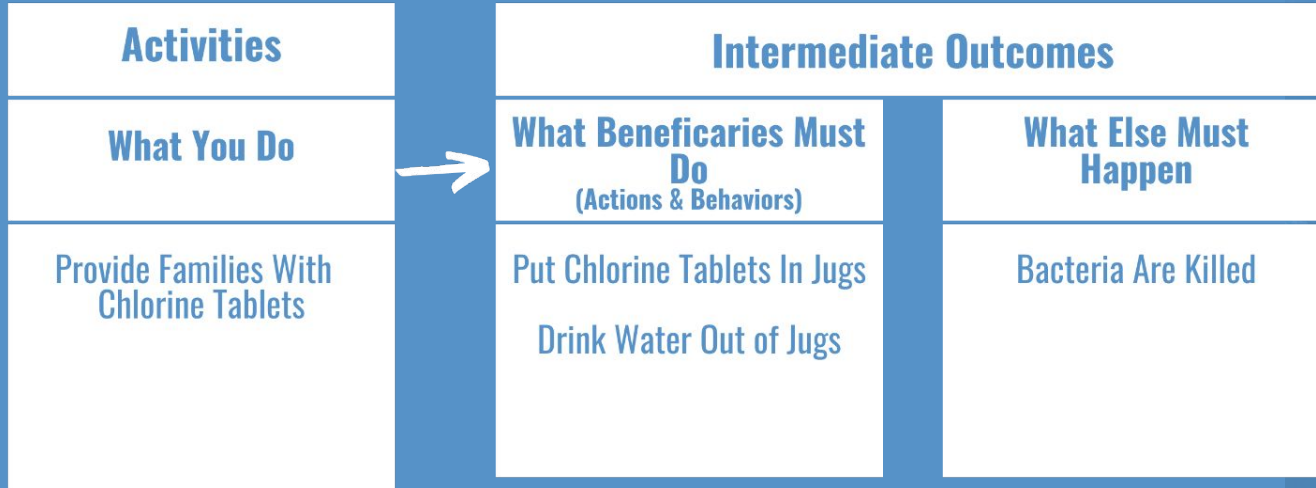 Activities
Intermediate Outcomes
What You Do
What Beneficaries Must
Do
(Actions & Behaviors)
What Else Must
Happen
Provide Families With
Chlorine Tablets
Put Chlorine Tablets In Jugs
Drink Water Out of Jugs
Bacteria Are Killed